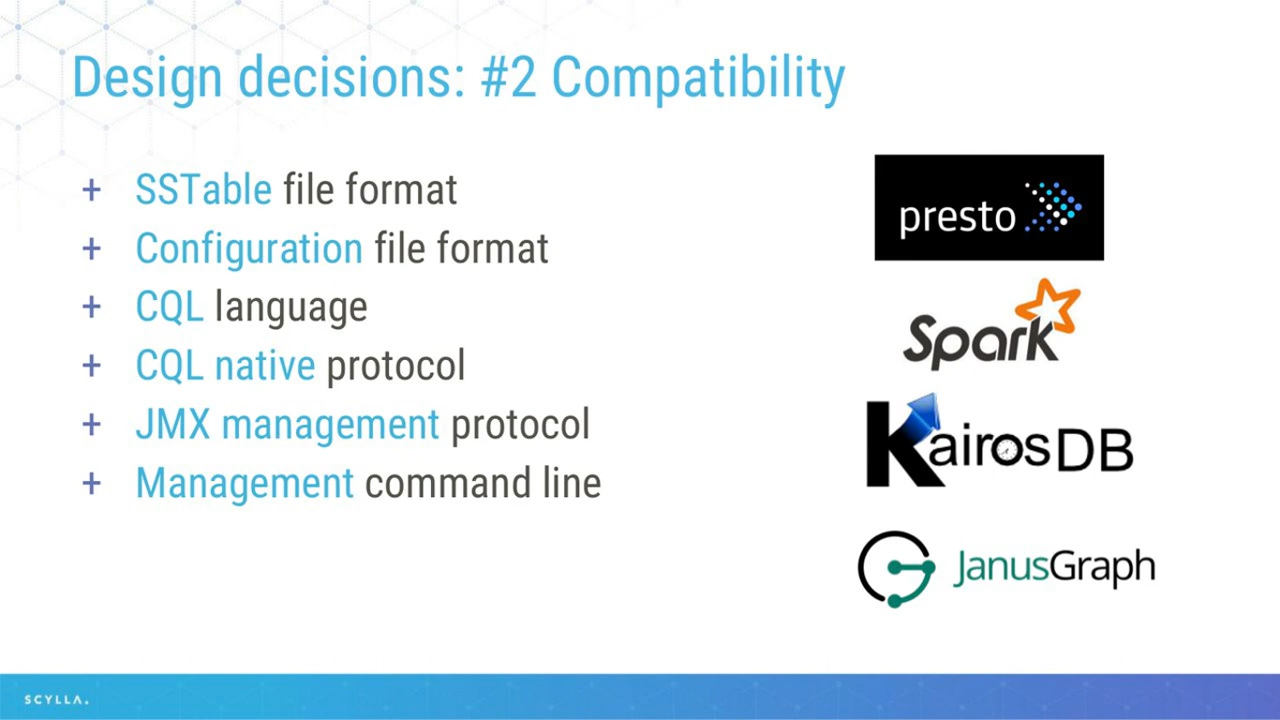 Design decisions: #2 Compatibility
+ SSTable file format
+ Configuration file format
+ CQL language
+ CQL native protocol
+ JMX management protocol
+ Management command line
presto
Spark
KairosDB
JanusGraph
SCYLLA.